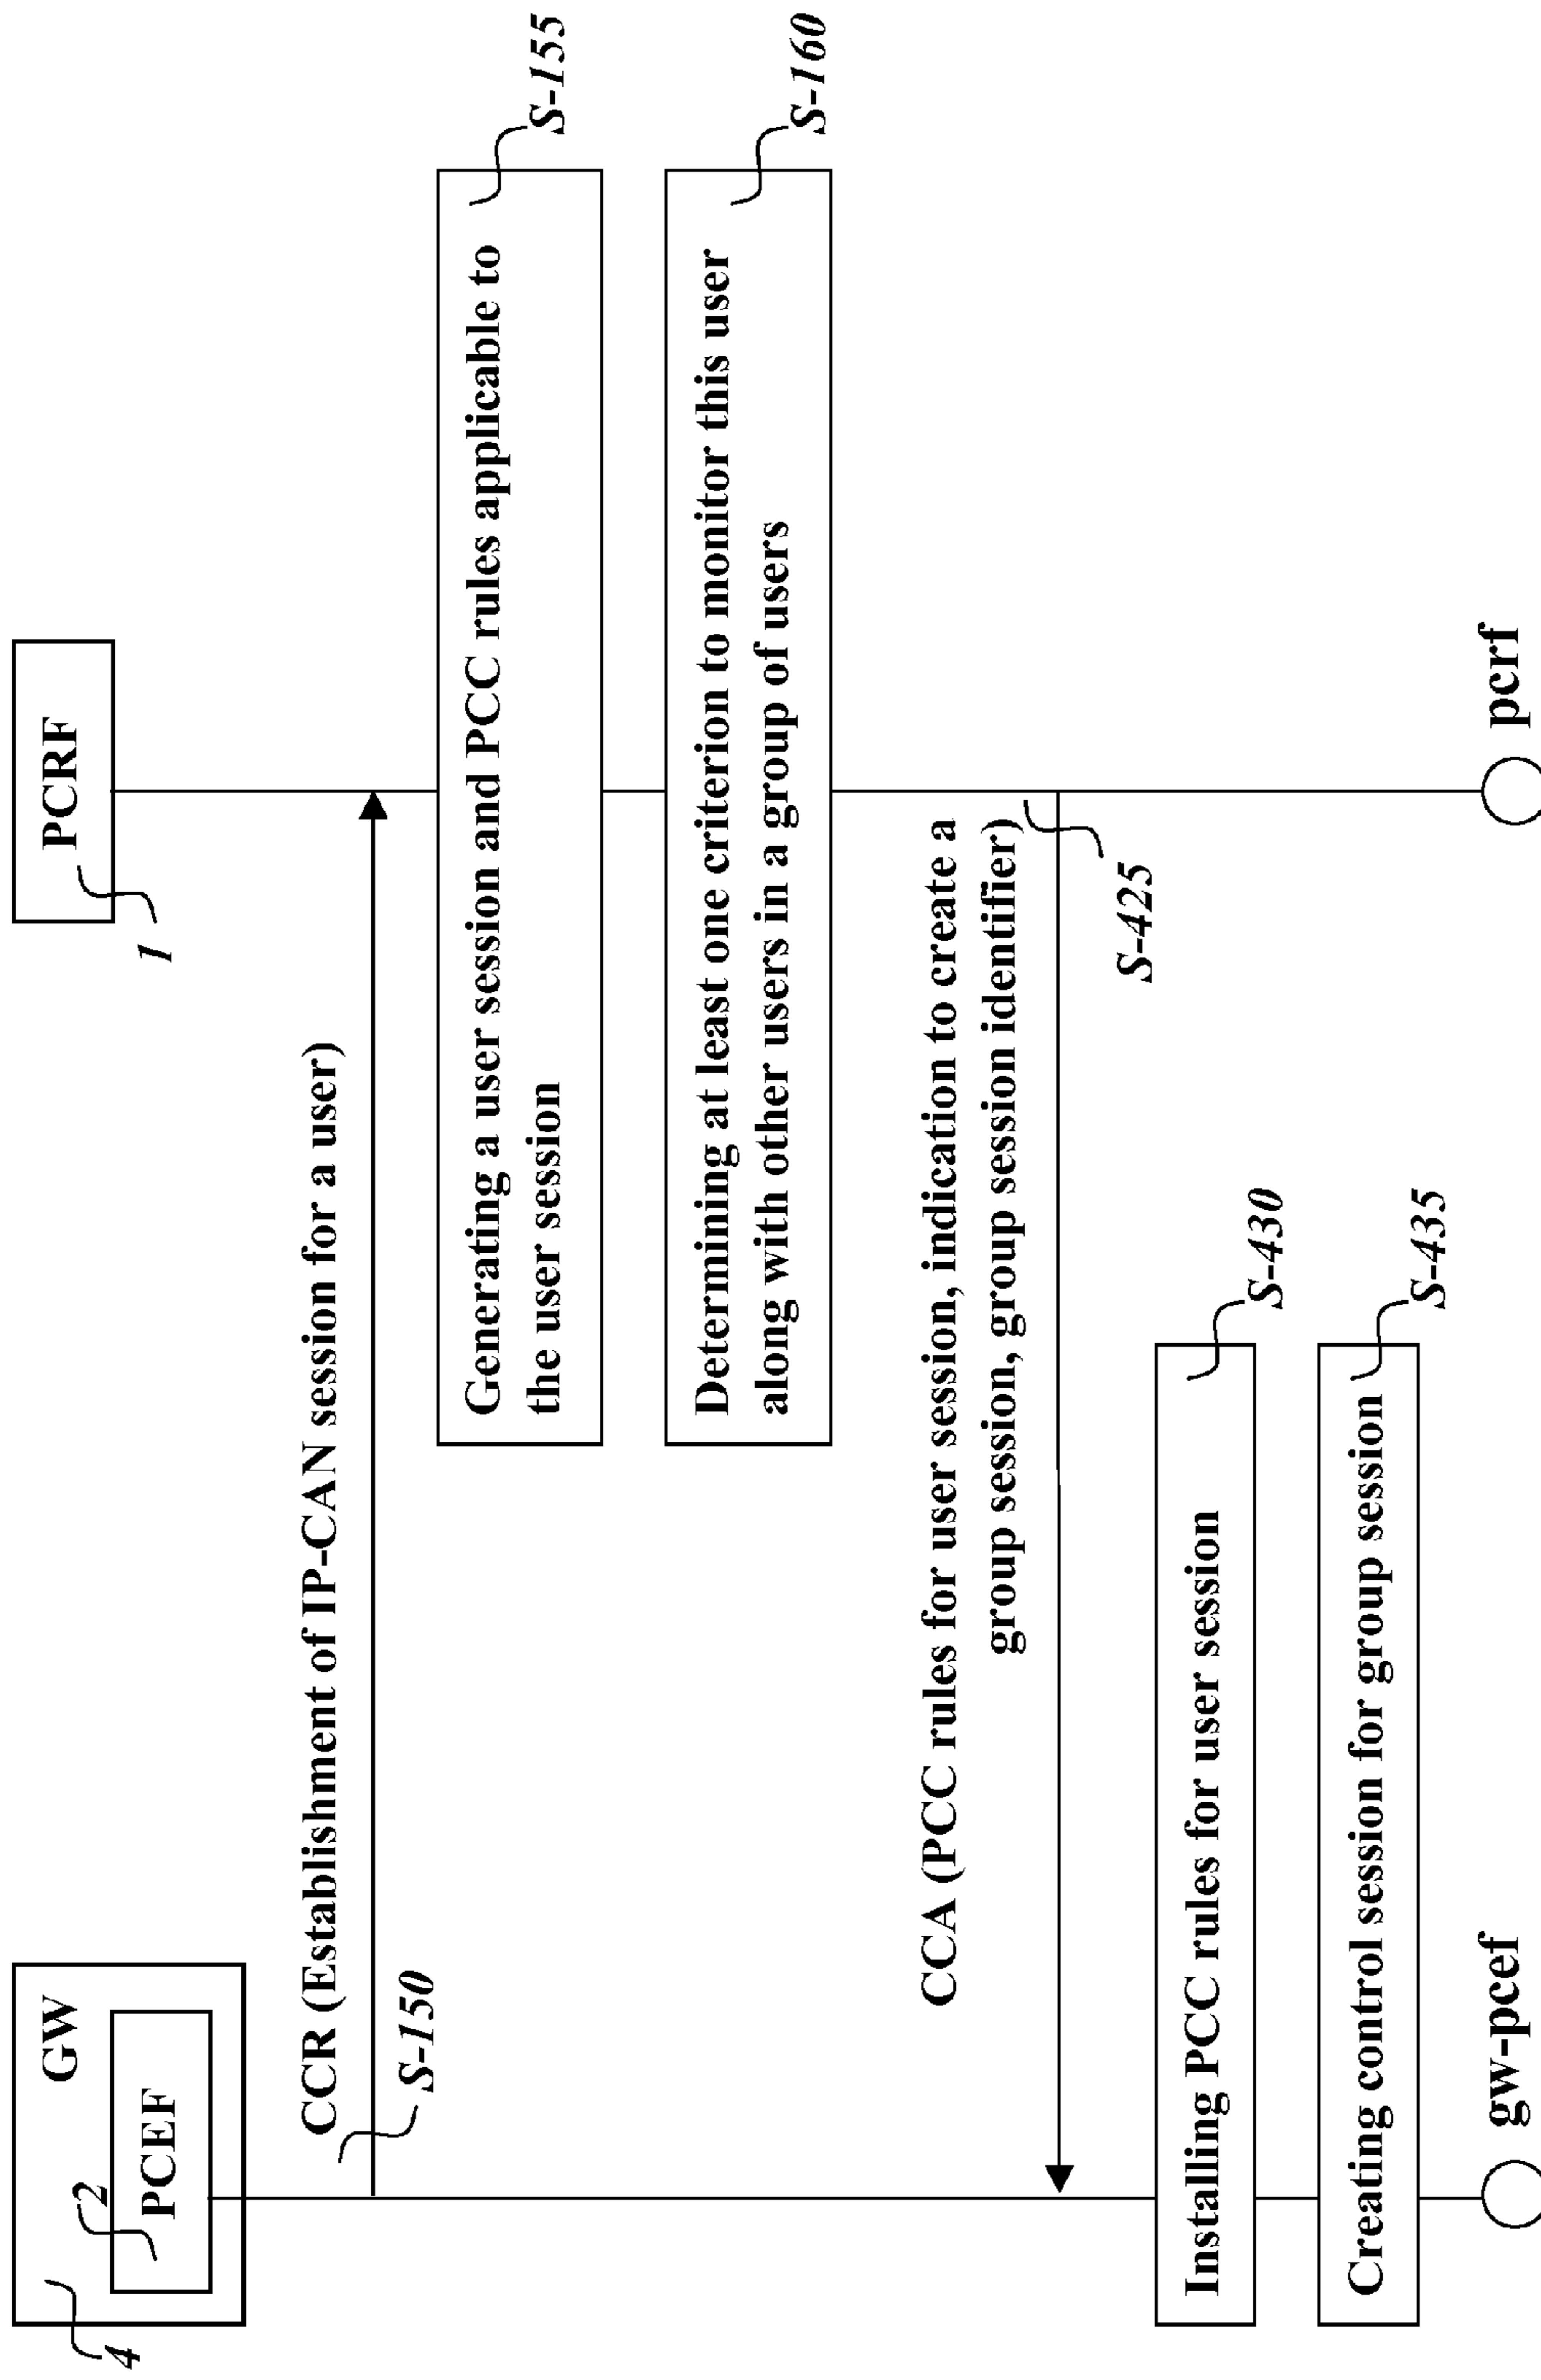 GW
PCEF
2
4
PCRF
1
CCR (Establishment of IP-CAN session for a user)
S-150
Generating a user session and PCC rules applicable to
the user session
S-155
Determining at least one criterion to monitor this user
along with other users in a group of users
S-160
CCA (PCC rules for user session, indication to create a
group session, group session identifier)
S-425
Installing PCC rules for user session
S-430
Creating control session for group session
S-435
gw-pcef
pcrf